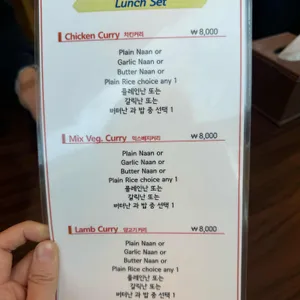 Lunch Set
Chicken Curry 치킨커리 ₩ 8,000
Plain Naan or
Garlic Naan or
Butter Naan or
Plain Rice choice any 1
플레인난 또는
갈릭난 또는
버터난 과 밥 중 선택 1
Mix Veg. Curry 믹스베지커리 ₩ 8,000
Plain Naan or
Garlic Naan or
Butter Naan or
Plain Rice choice any 1
플레인난 또는
갈릭난 또는
버터난 과 밥 중 선택 1
Lamb Curry 양고기커리 ₩ 8,000
Plain Naan or
Garlic Naan or
Butter Naan or
Plain Rice choice any 1
플레인난 또는
갈릭난 또는
버터난 과 밥 중 선택 1